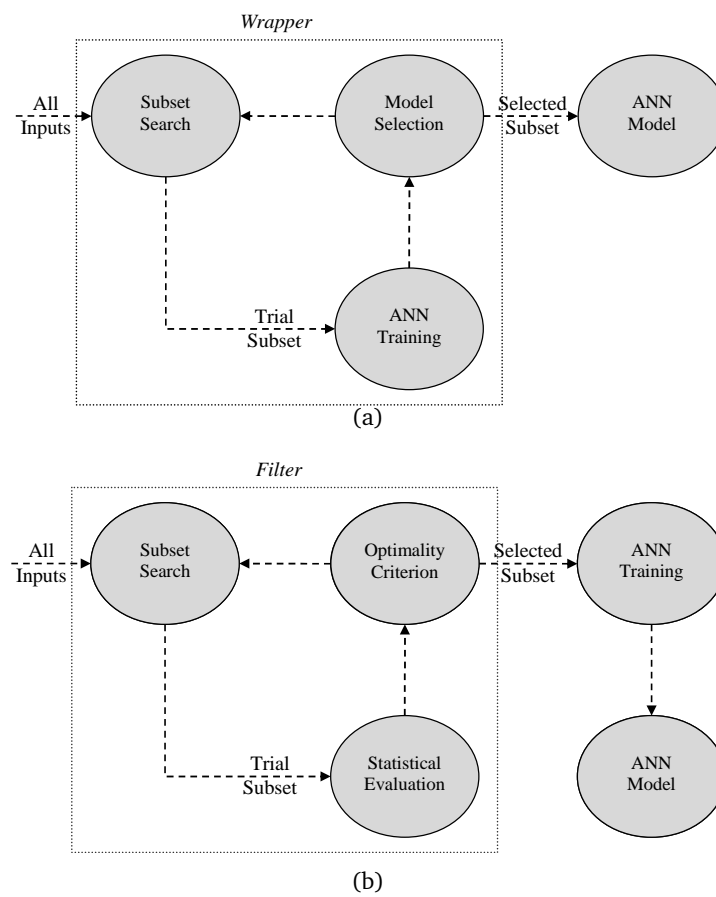 Wrapper
All
Inputs
Subset
Search
Model
Selection
Selected
Subset
ANN
Model
Trial
Subset
ANN
Training
(a)
Filter
All
Inputs
Subset
Search
Optimality
Criterion
Selected
Subset
ANN
Training
Trial
Subset
Statistical
Evaluation
ANN
Model
(b)